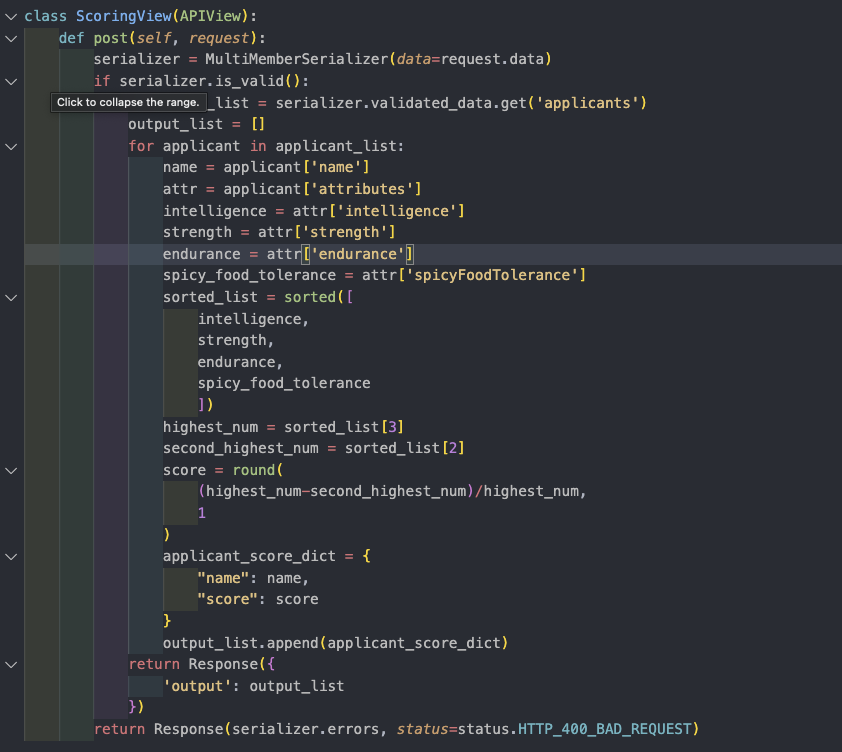 class ScoringView(APIView):
def post(self, request):
serializer = MultiMemberSerializer(data=request.data)
if serializer.is_valid():
Click to collapse the range. _list = serializer.validated_data.get('applicants')
output_list = []
for applicant in applicant_list:
name = applicant['name']
attr = applicant['attributes']
intelligence = attr['intelligence']
strength = attr['strength']
endurance = attr['endurance']
spicy_food_tolerance = attr['spicyFoodTolerance']
sorted_list = sorted([
intelligence,
strength,
endurance,
spicy_food_tolerance
])
highest_num = sorted_list[3]
second_highest_num = sorted_list[2]
score = round(
(highest_num-second_highest_num)/highest_num,
1
)
applicant_score_dict = {
"name": name,
"score": score
}
output_list.append(applicant_score_dict)
return Response({
'output': output_list
})
return Response(serializer.errors, status=status.HTTP_400_BAD_REQUEST)